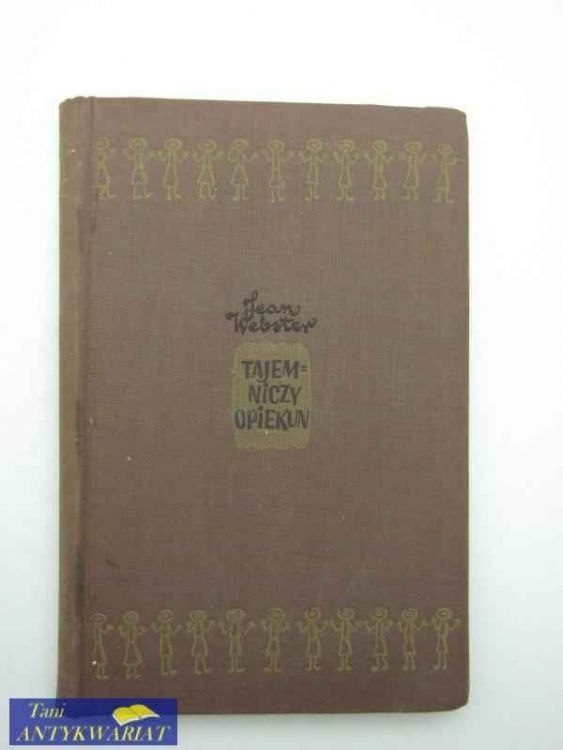 Jean
Webster
TAJEM=
NICZY
OPIEKUN
Tani
ANTYKWARIAT